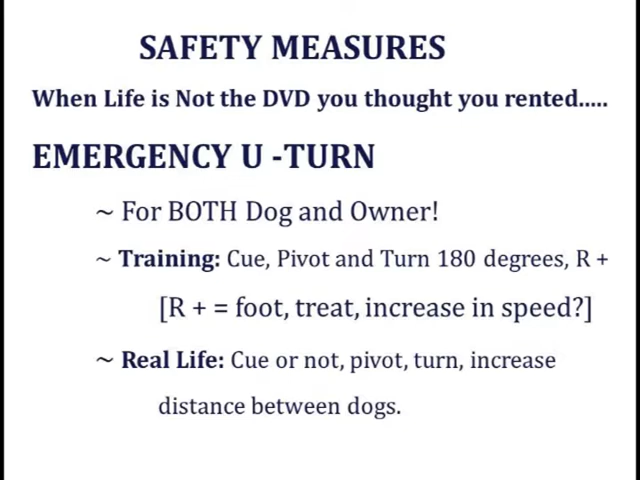 SAFETY MEASURES
When Life is Not the DVD you thought you rented.....
EMERGENCY U -TURN
~ For BOTH Dog and Owner!
~ Training: Cue, Pivot and Turn 180 degrees, R +
[R + = foot, treat, increase in speed?]
~ Real Life: Cue or not, pivot, turn, increase
distance between dogs.